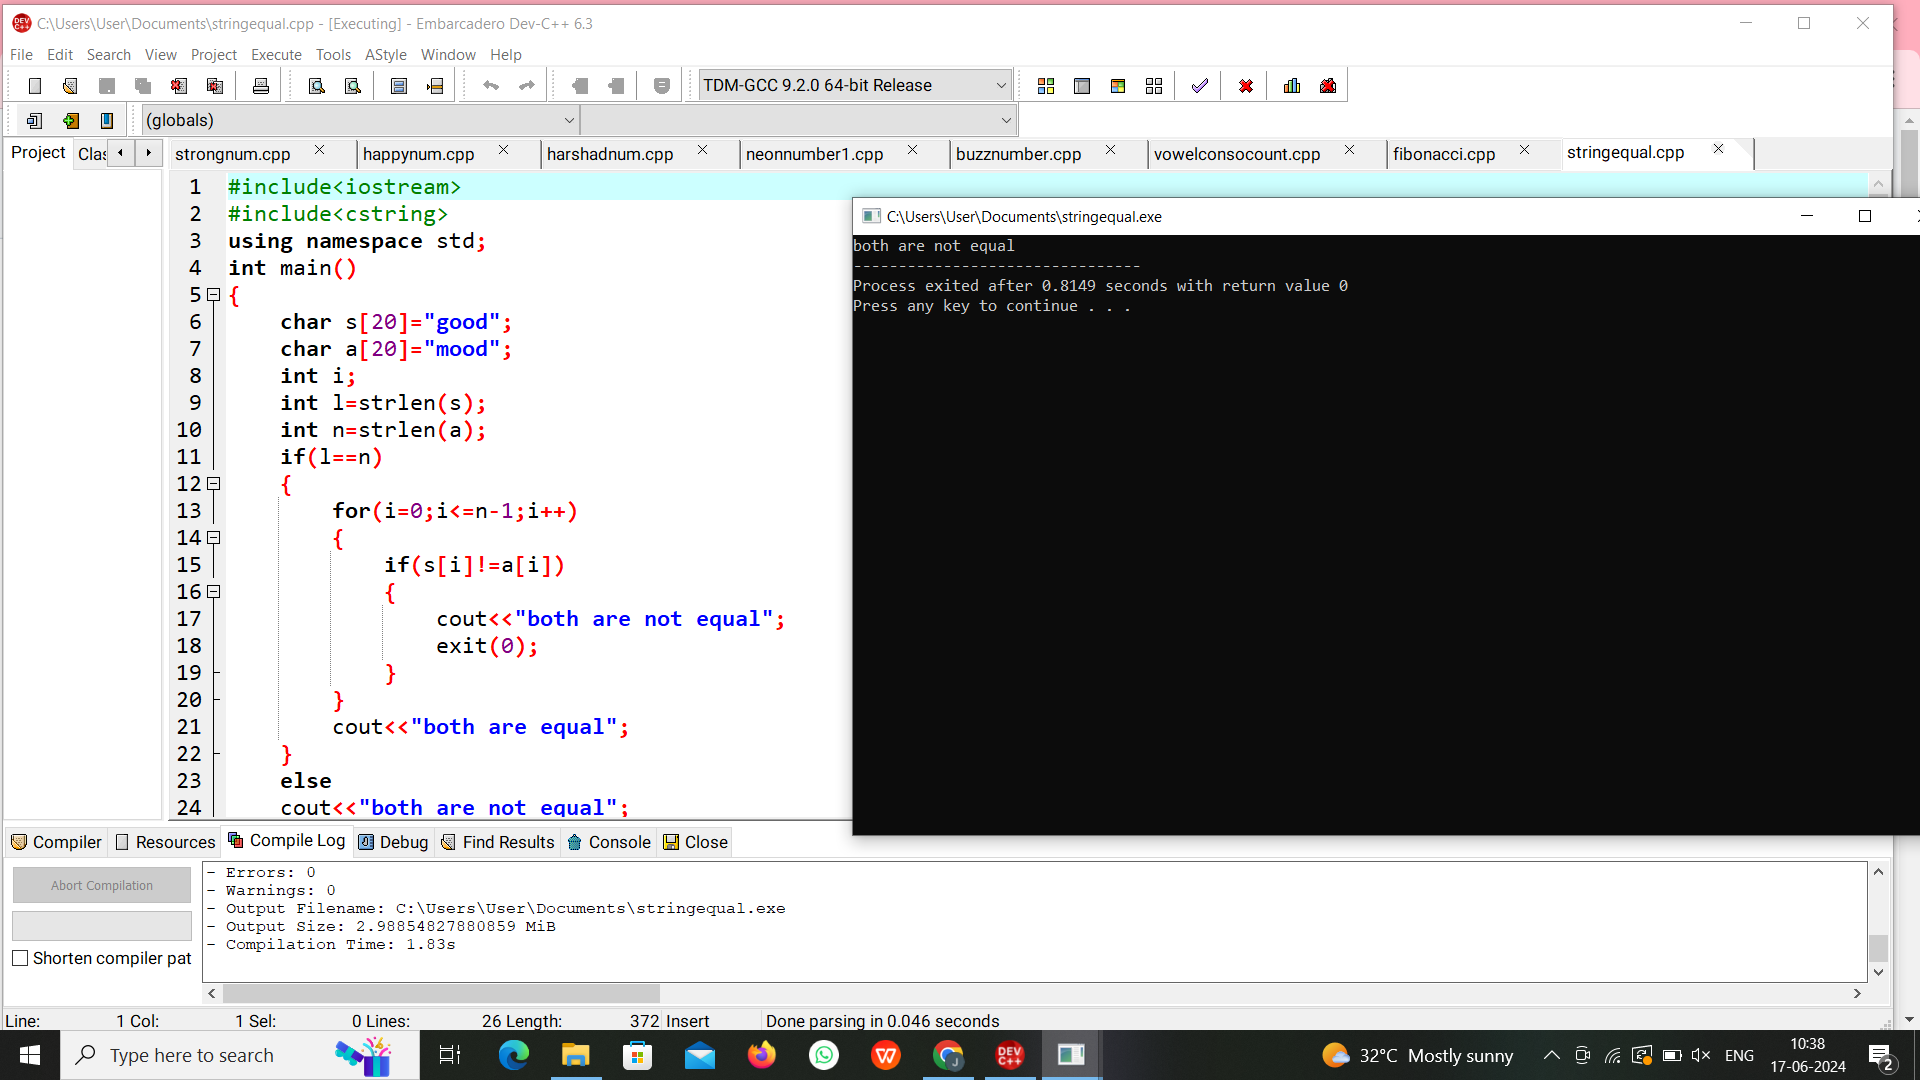 C:\Users\User\Documents\stringequal.cpp - [Executing] - Embarcadero Dev-C++ 6.3
File Edit Search View Project Execute Tools AStyle Window Help
TDM-GCC 9.2.0 64-bit Release
(globals)
Project Clas strongnum.cpp happynum.cpp harshadnum.cpp neonnumber1.cpp buzznumber.cpp vowelconsocount.cpp fibonacci.cpp stringequal.cpp
1 #include<iostream>
2 #include<cstring>
3 using namespace std;
4 int main()
5 {
6 char s[20]="good";
7 char a[20]="mood";
8 int i;
9 int l=strlen(s);
10 int n=strlen(a);
11 if(l==n)
12 {
13 for(i=0;i<=n-1;i++)
14 {
15 if(s[i]!=a[i])
16 {
17 cout<<"both are not equal";
18 exit(0);
19 }
20 }
21 cout<<"both are equal";
22 }
23 else
24 cout<<"both are not equal";
C:\Users\User\Documents\stringequal.exe
both are not equal
--------------------------------
Process exited after 0.8149 seconds with return value 0
Press any key to continue . . .
Compiler Resources Compile Log Debug Find Results Console Close
Abort Compilation
Shorten compiler pat
- Errors: 0
- Warnings: 0
- Output Filename: C:\Users\User\Documents\stringequal.exe
- Output Size: 2.98854827880859 MiB
- Compilation Time: 1.83s
Line: 1 Col: 1 Sel: 0 Lines: 26 Length: 372 Insert Done parsing in 0.046 seconds
Type here to search
DEV C++
32°C Mostly sunny
ENG
10:38
17-06-2024
2